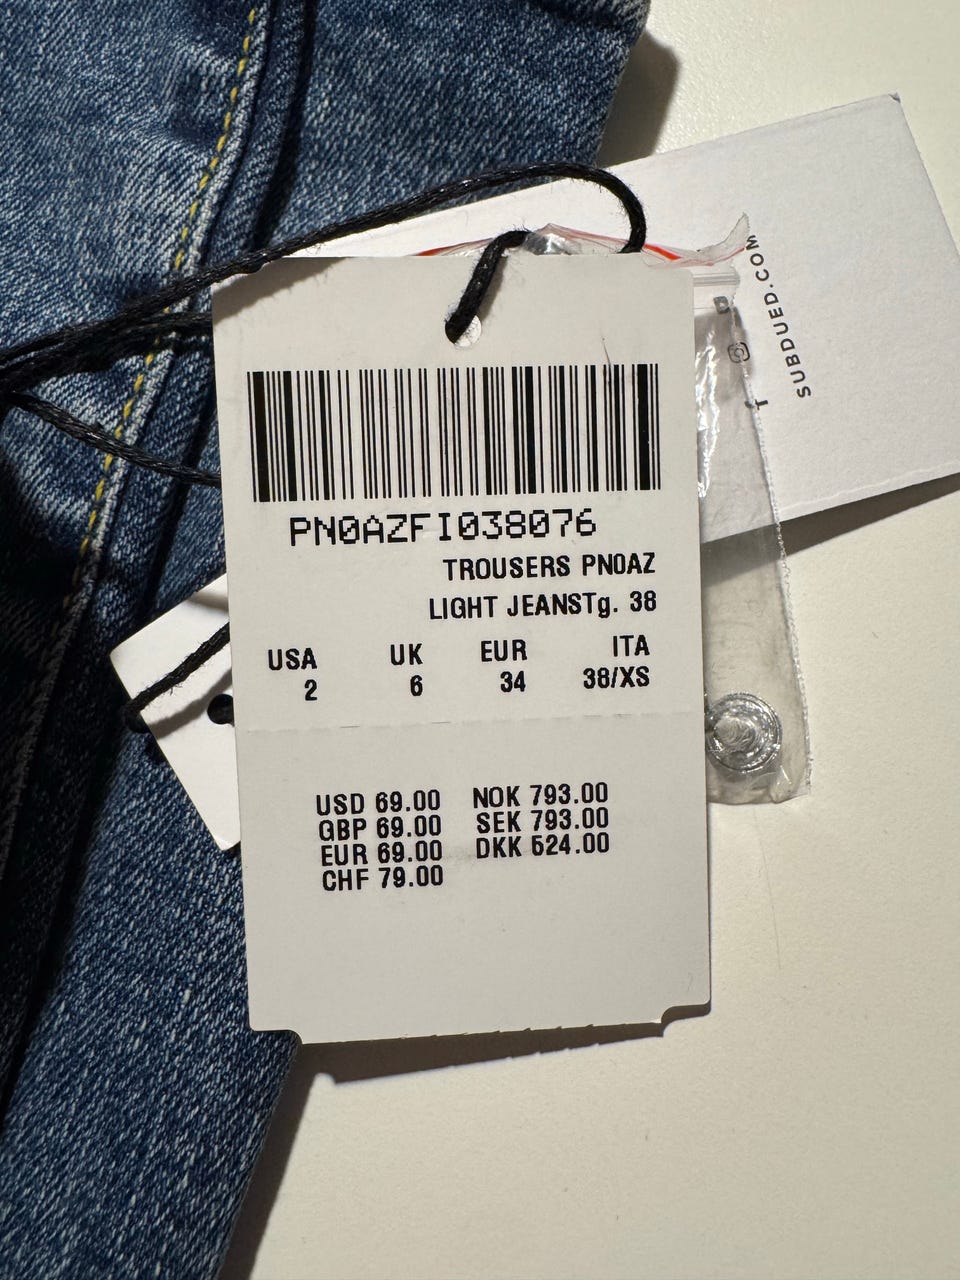 SUBDUED.COM
PN0AZFI038076
TROUSERS PN0AZ
LIGHT JEANSTg. 38
USA UK EUR ITA
2 6 34 38/XS
USD 69.00 NOK 793.00
GBP 69.00 SEK 793.00
EUR 69.00 DKK 524.00
CHF 79.00